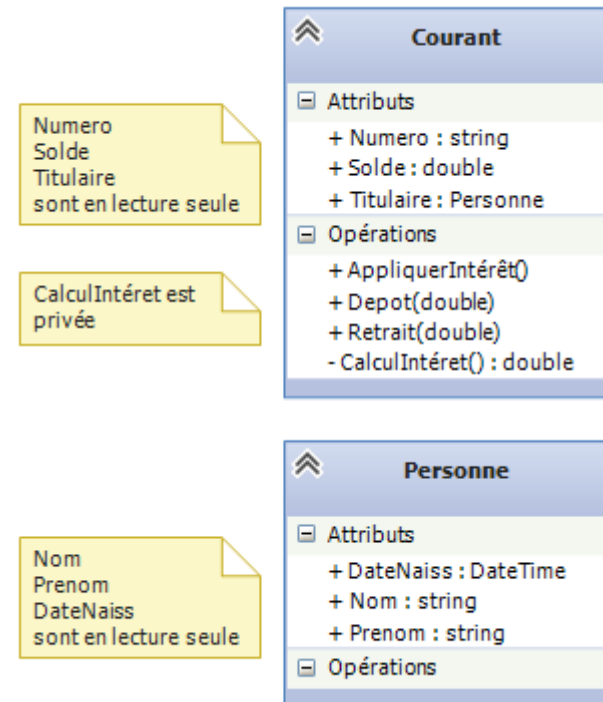 Courant
Attributs
+ Numero : string
+ Solde : double
+ Titulaire : Personne
Opérations
+ AppliquerIntérêt()
+ Depot(double)
+ Retrait(double)
- CalculIntéret() : double
Numero
Solde
Titulaire
sont en lecture seule
CalculIntéret est
privée
Personne
Attributs
+ DateNaiss : DateTime
+ Nom : string
+ Prenom : string
Opérations
Nom
Prenom
DateNaiss
sont en lecture seule